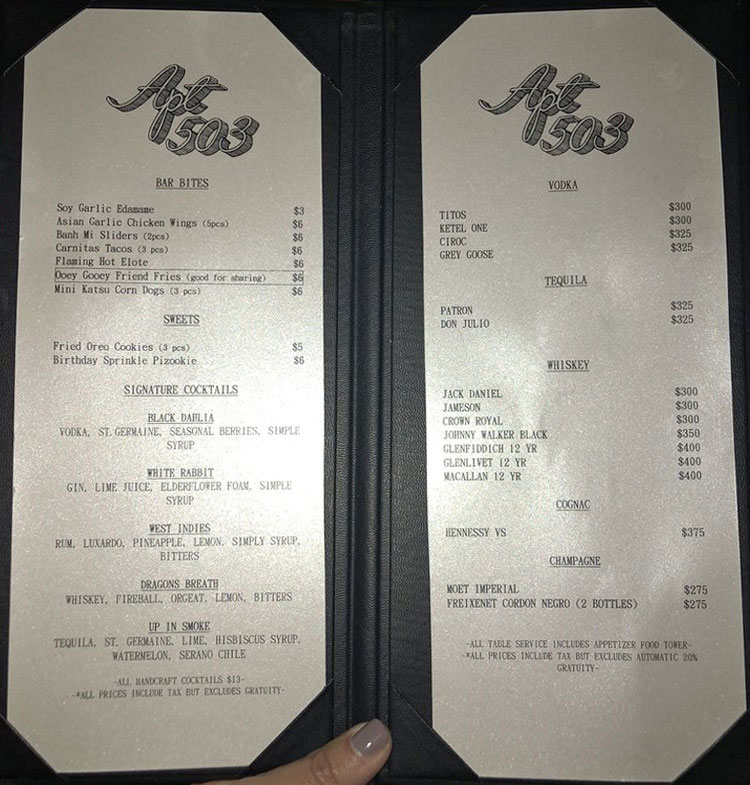 Apt
503
BAR BITES
Soy Garlic Edamame $3
Asian Garlic Chicken Wings (5pcs) $6
Banh Mi Sliders (2pcs) $6
Carnitas Tacos (3 pcs) $6
Flaming Hot Elote $6
Ooey Gooey Friend Fries (good for sharing) $6
Mini Katsu Corn Dogs (3 pcs) $6
SWEETS
Fried Oreo Cookies (3 pcs) $5
Birthday Sprinkle Pizookie $6
SIGNATURE COCKTAILS
BLACK DAHLIA
VODKA, ST.GERMAINE, SEASONAL BERRIES, SIMPLE
SYRUP
WHITE RABBIT
GIN, LIME JUICE, ELDERFLOWER FOAM, SIMPLE
SYRUP
WEST INDIES
RUM, LUXARDO, PINEAPPLE, LEMON, SIMPLY SYRUP,
BITTERS
DRAGONS BREATH
WHISKEY, FIREBALL, ORGEAT, LEMON, BITTERS
UP IN SMOKE
TEQUILA, ST. GERMAINE, LIME, HISBISCUS SYRUP,
WATERMELON, SERANO CHILE
-ALL HANDCRAFT COCKTAILS $13-
-*ALL PRICES INCLUDE TAX BUT EXCLUDES GRATUITY-
Apt
503
VODKA
TITOS $300
KETEL ONE $300
CIROC $325
GREY GOOSE $325
TEQUILA
PATRON $325
DON JULIO $325
WHISKEY
JACK DANIEL $300
JAMESON $300
CROWN ROYAL $300
JOHNNY WALKER BLACK $350
GLENFIDDICH 12 YR $400
GLENLIVET 12 YR $400
MACALLAN 12 YR $400
COGNAC
HENNESSY VS $375
CHAMPAGNE
MOET IMPERIAL $275
FREIXENET CORDON NEGRO (2 BOTTLES) $275
-ALL TABLE SERVICE INCLUDES APPETIZER FOOD TOWER-
-*ALL PRICES INCLUDE TAX BUT EXCLUDES AUTOMATIC 20%
GRATUITY-